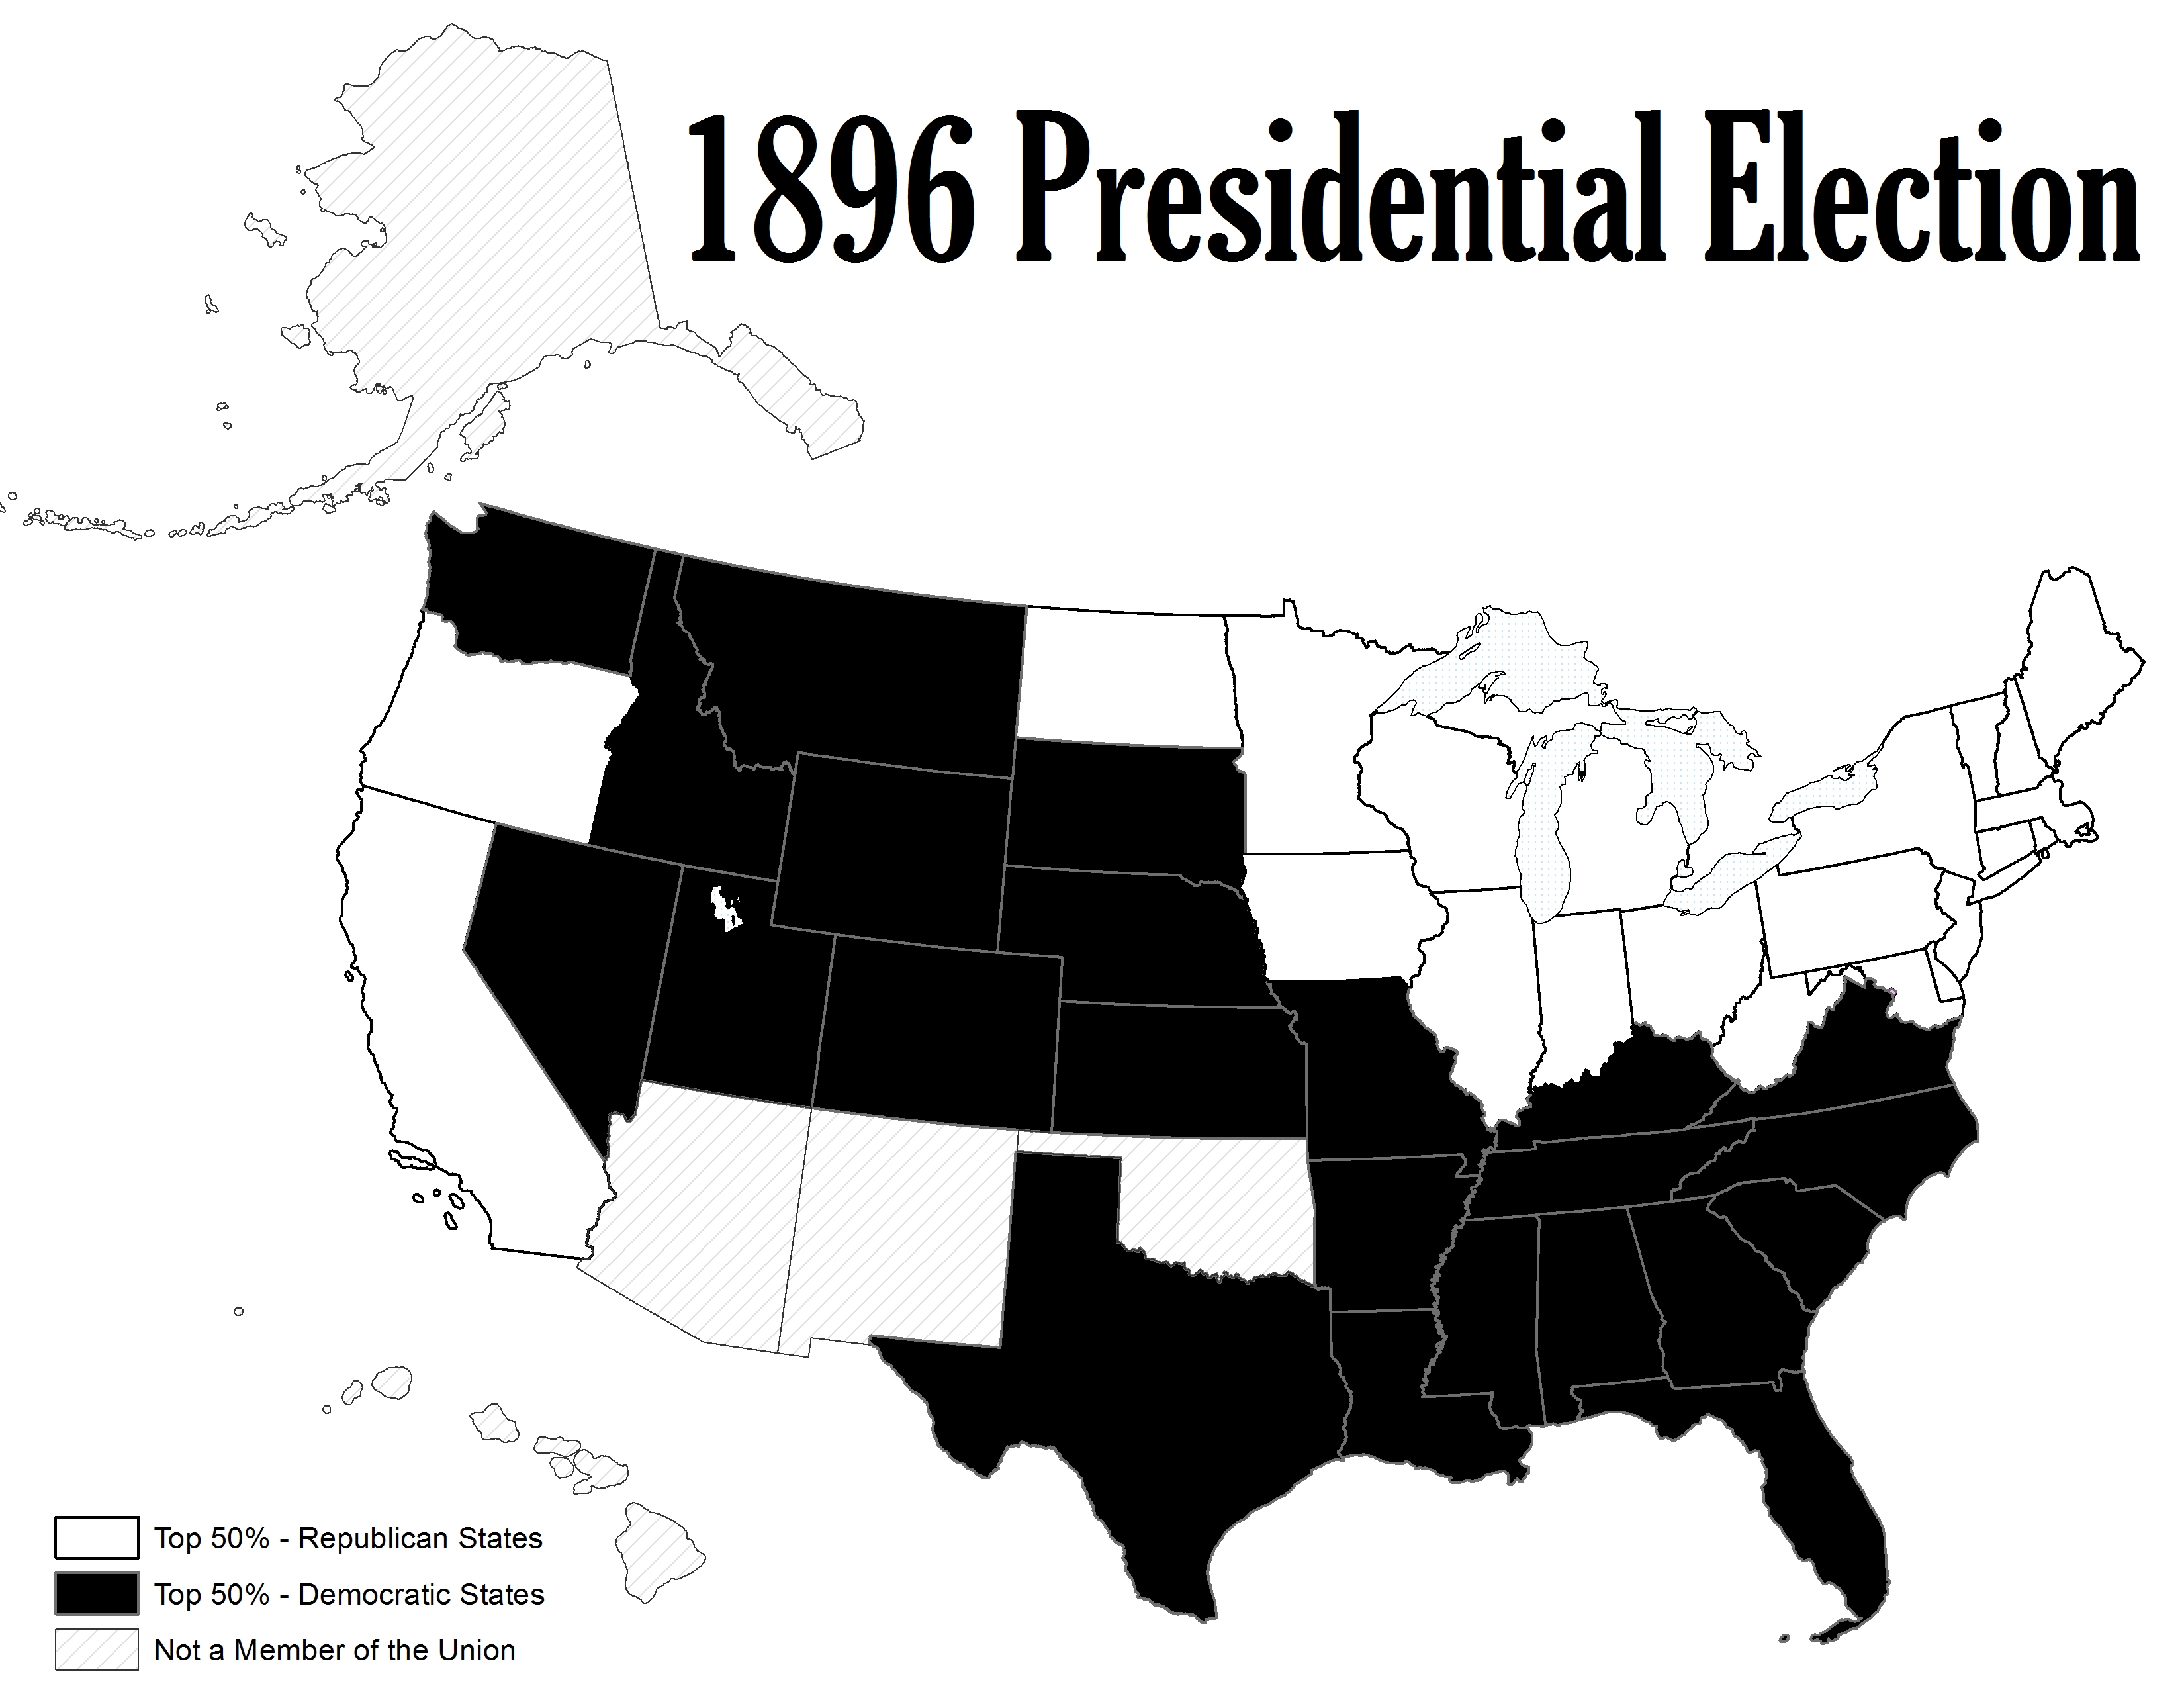 1896 Presidential Election
Top 50% - Republican States
Top 50% - Democratic States
Not a Member of the Union